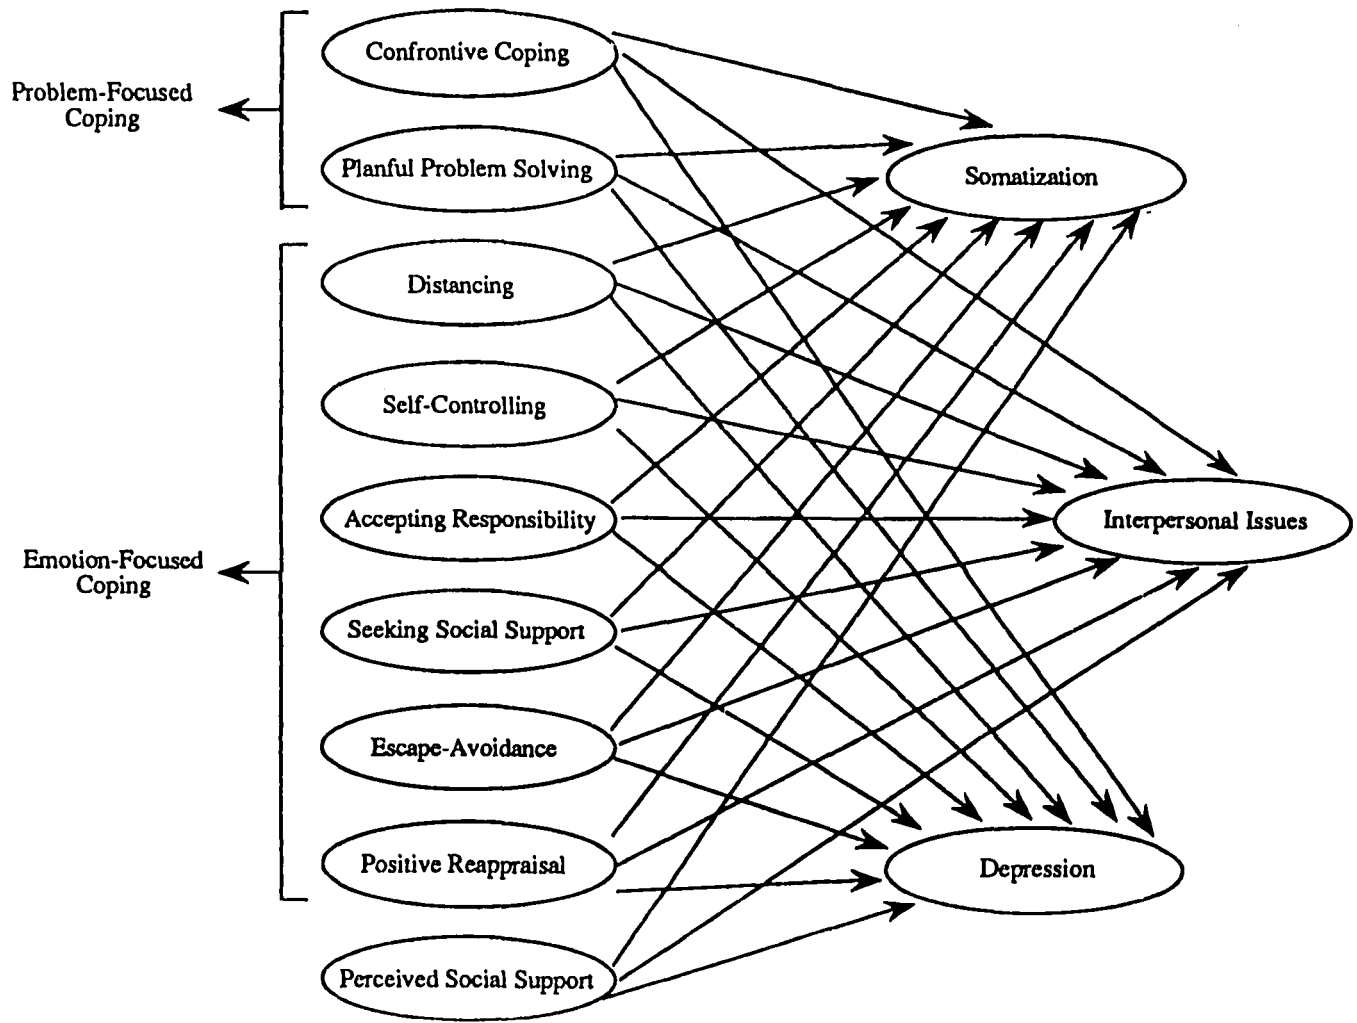 Problem-Focused
Coping
Emotion-Focused
Coping
Confrontive Coping
Planful Problem Solving
Distancing
Self-Controlling
Accepting Responsibility
Seeking Social Support
Escape-Avoidance
Positive Reappraisal
Perceived Social Support
Somatization
Interpersonal Issues
Depression